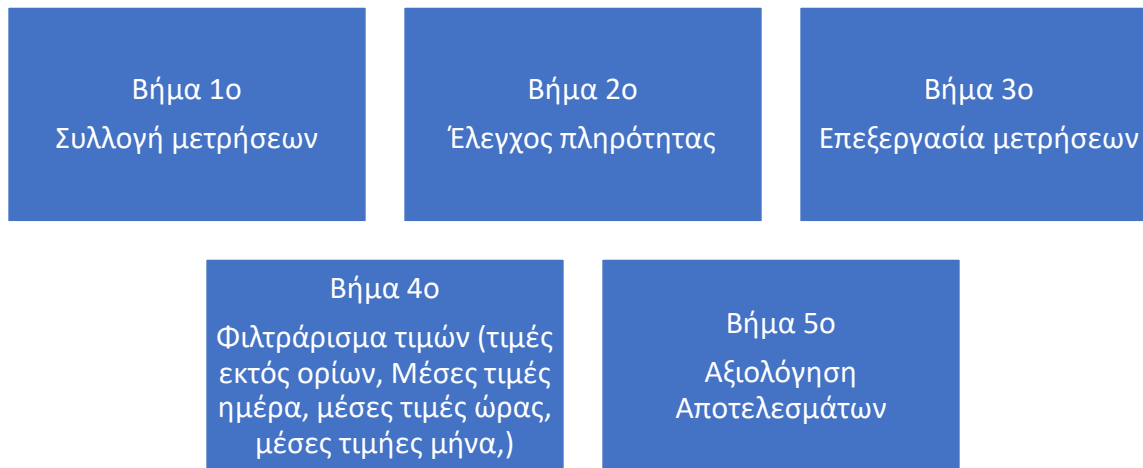 Βήμα 1ο
Συλλογή μετρήσεων
Βήμα 2ο
Έλεγχος πληρότητας
Βήμα 3ο
Επεξεργασία μετρήσεων
Βήμα 4ο
Φιλτράρισμα τιμών (τιμές
εκτός ορίων, Μέσες τιμές
ημέρα, μέσες τιμές ώρας,
μέσες τιμήες μήνα,)
Βήμα 5ο
Αξιολόγηση
Αποτελεσμάτων